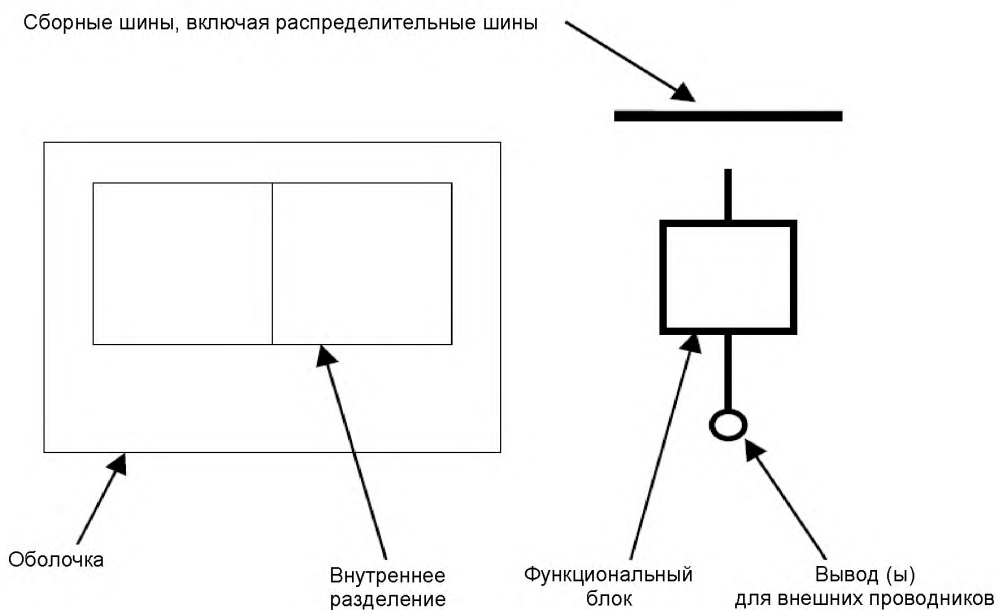 Сборные шины, включая распределительные шины
Оболочка
Внутреннее
разделение
Функциональный
блок
Вывод (ы)
для внешних проводников